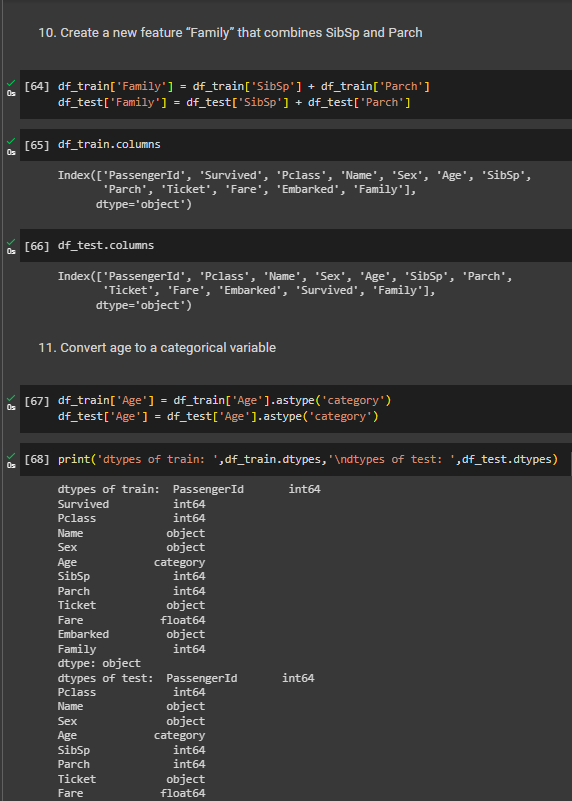 10. Create a new feature “Family” that combines SibSp and Parch
0s
[64] df_train['Family'] = df_train['SibSp'] + df_train['Parch']
df_test['Family'] = df_test['SibSp'] + df_test['Parch']
0s
[65] df_train.columns
Index(['PassengerId', 'Survived', 'Pclass', 'Name', 'Sex', 'Age', 'SibSp',
'Parch', 'Ticket', 'Fare', 'Embarked', 'Family'],
dtype='object')
0s
[66] df_test.columns
Index(['PassengerId', 'Pclass', 'Name', 'Sex', 'Age', 'SibSp', 'Parch',
'Ticket', 'Fare', 'Embarked', 'Survived', 'Family'],
dtype='object')
11. Convert age to a categorical variable
0s
[67] df_train['Age'] = df_train['Age'].astype('category')
df_test['Age'] = df_test['Age'].astype('category')
0s
[68] print('dtypes of train: ',df_train.dtypes,'\ndtypes of test: ',df_test.dtypes)
dtypes of train:  PassengerId int64
Survived int64
Pclass int64
Name object
Sex object
Age category
SibSp int64
Parch int64
Ticket object
Fare float64
Embarked object
Family int64
dtype: object
dtypes of test:  PassengerId int64
Pclass int64
Name object
Sex object
Age category
SibSp int64
Parch int64
Ticket object
Fare float64